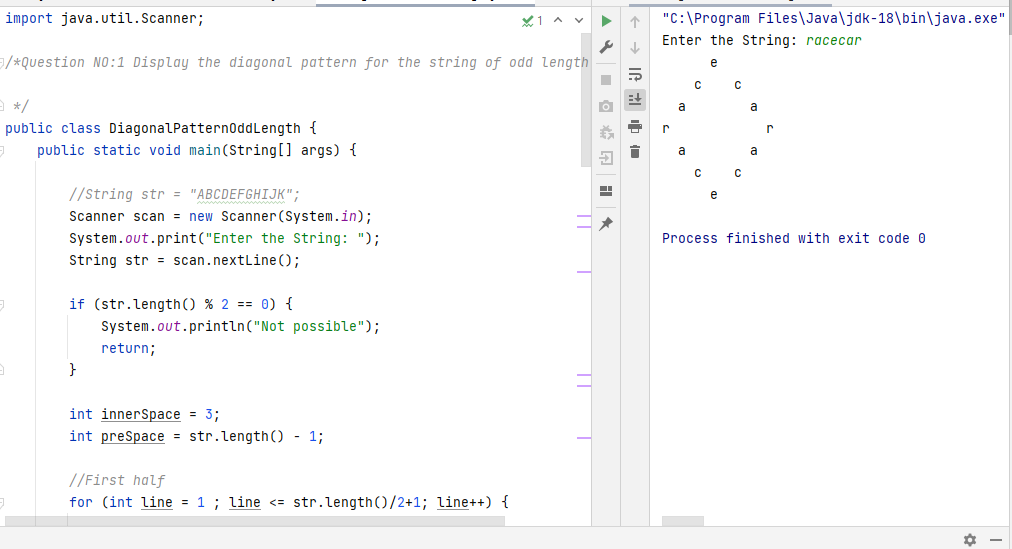 import java.util.Scanner;
1
/*Question NO:1 Display the diagonal pattern for the string of odd length
*/
public class DiagonalPatternOddLength {
    public static void main(String[] args) {
        //String str = "ABCDEFGHIJK";
        Scanner scan = new Scanner(System.in);
        System.out.print("Enter the String: ");
        String str = scan.nextLine();
        if (str.length() % 2 == 0) {
            System.out.println("Not possible");
            return;
        }
        int innerSpace = 3;
        int preSpace = str.length() - 1;
        //First half
        for (int line = 1 ; line <= str.length()/2+1; line++) {
"C:\Program Files\Java\jdk-18\bin\java.exe"
Enter the String: racecar
      e
    c    c
  a        a
r            r
  a        a
    c    c
      e
Process finished with exit code 0